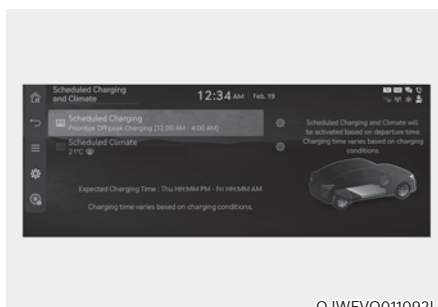 Scheduled Charging
and Climate
12:34 AM Feb. 19
Scheduled Charging
Prioritize Off-peak Charging [12:00 AM - 4:00 AM]
Scheduled Climate
21°C
Expected Charging Time : Thu HH:MM PM - Fri HH:MM AM
Charging time varies based on charging conditions.
Scheduled Charging and Climate will
be activated based on departure time.
Charging time varies based on charging
conditions.